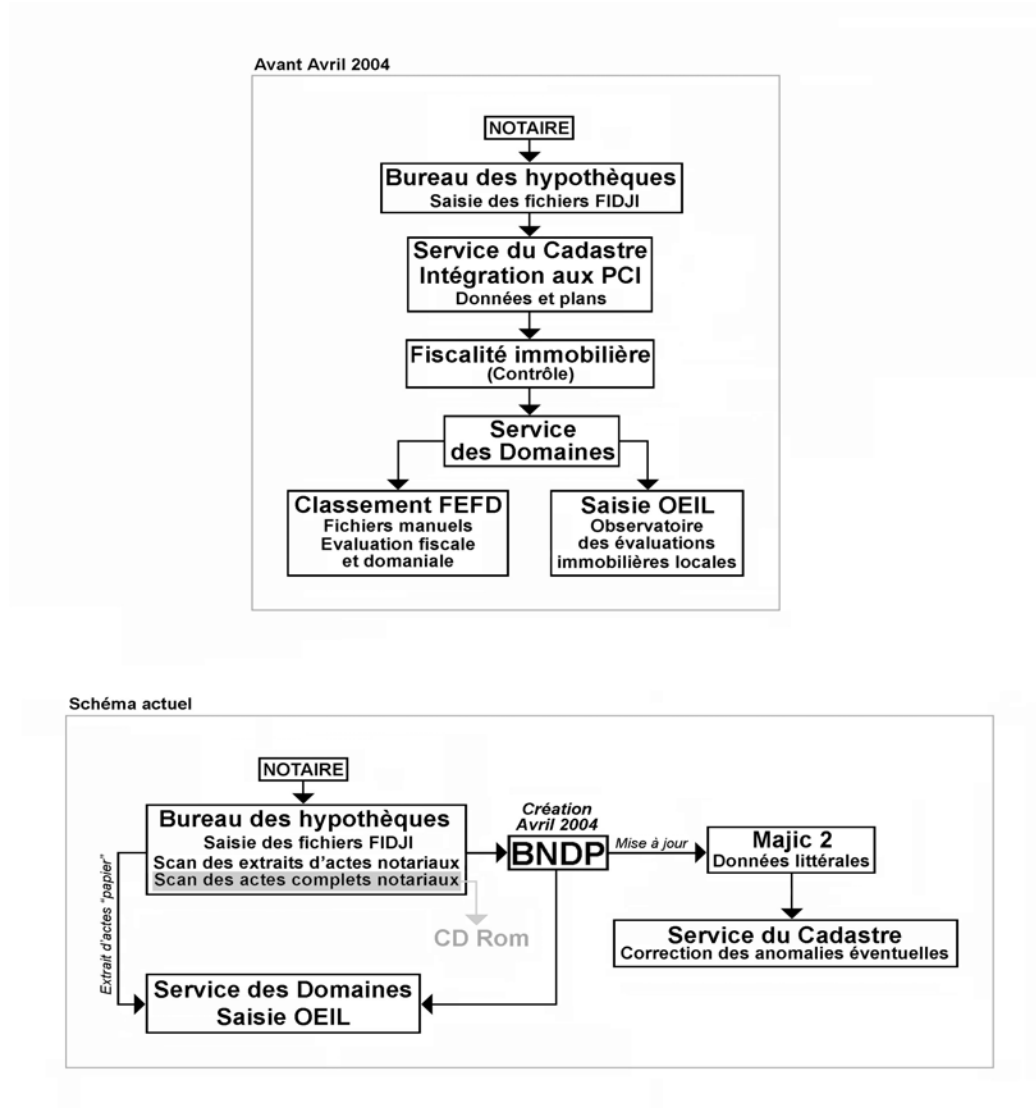 Avant Avril 2004
NOTAIRE
Bureau des hypothèques
Saisie des fichiers FIDJI
Service du Cadastre
Intégration aux PCI
Données et plans
Fiscalité immobilière
(Contrôle)
Service
des Domaines
Classement FEFD
Fichiers manuels
Evaluation fiscale
et domaniale
Saisie OEIL
Observatoire
des évaluations
immobilières locales
Schéma actuel
NOTAIRE
Bureau des hypothèques
Saisie des fichiers FIDJI
Scan des extraits d'actes notariaux
Scan des actes complets notariaux
Extrait d'actes "papier"
CD Rom
Création
Avril 2004
BNDP
Mise à jour
Majic 2
Données littérales
Service du Cadastre
Correction des anomalies éventuelles
Service des Domaines
Saisie OEIL